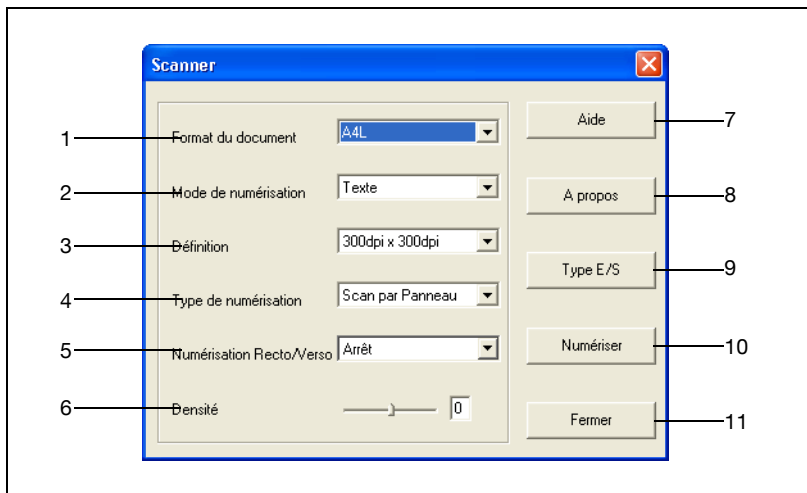 Scanner
1 Format du document A4L
2 Mode de numérisation Texte
3 Définition 300dpi x 300dpi
4 Type de numérisation Scan par Panneau
5 Numérisation Recto/Verso Arrêt
6 Densité 0
Aide 7
A propos 8
Type E/S 9
Numériser 10
Fermer 11